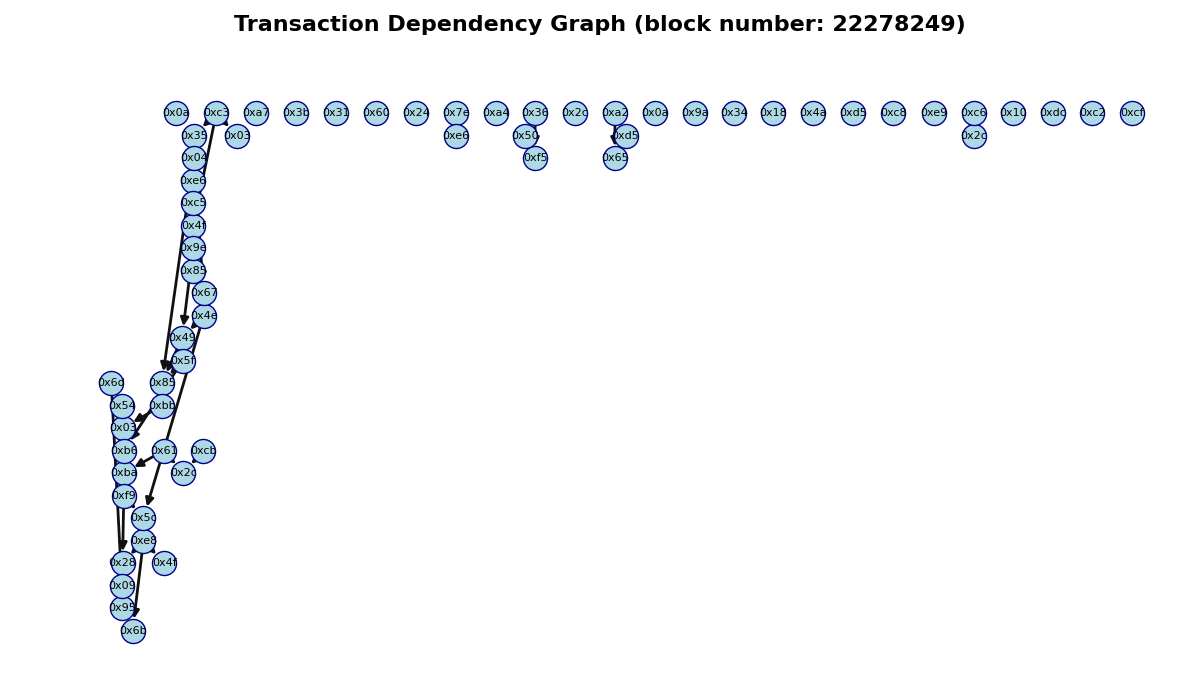 Transaction Dependency Graph (block number: 22278249)
0x0a 0xc3 0xa7 0x3b 0x31 0x60 0x24 0x7e 0xa4 0x36 0x2c 0xa2 0x0a 0x9a 0x34 0x18 0x4a 0xd5 0xc8 0xe9 0xc6 0x10 0xdc 0xc2 0xcf
0x35 0x03 0xe6 0x50 0xd5 0x2c
0x04 0xf5 0x65
0xe6
0xc5
0x4f
0x9e
0x85
0x67
0x4e
0x49
0x5f
0x6c 0x85
0x54 0xbb
0x03
0xb6 0x61 0xcb
0xba 0x2c
0xf9
0x5c
0xe8
0x28 0x4f
0x09
0x95
0x6b